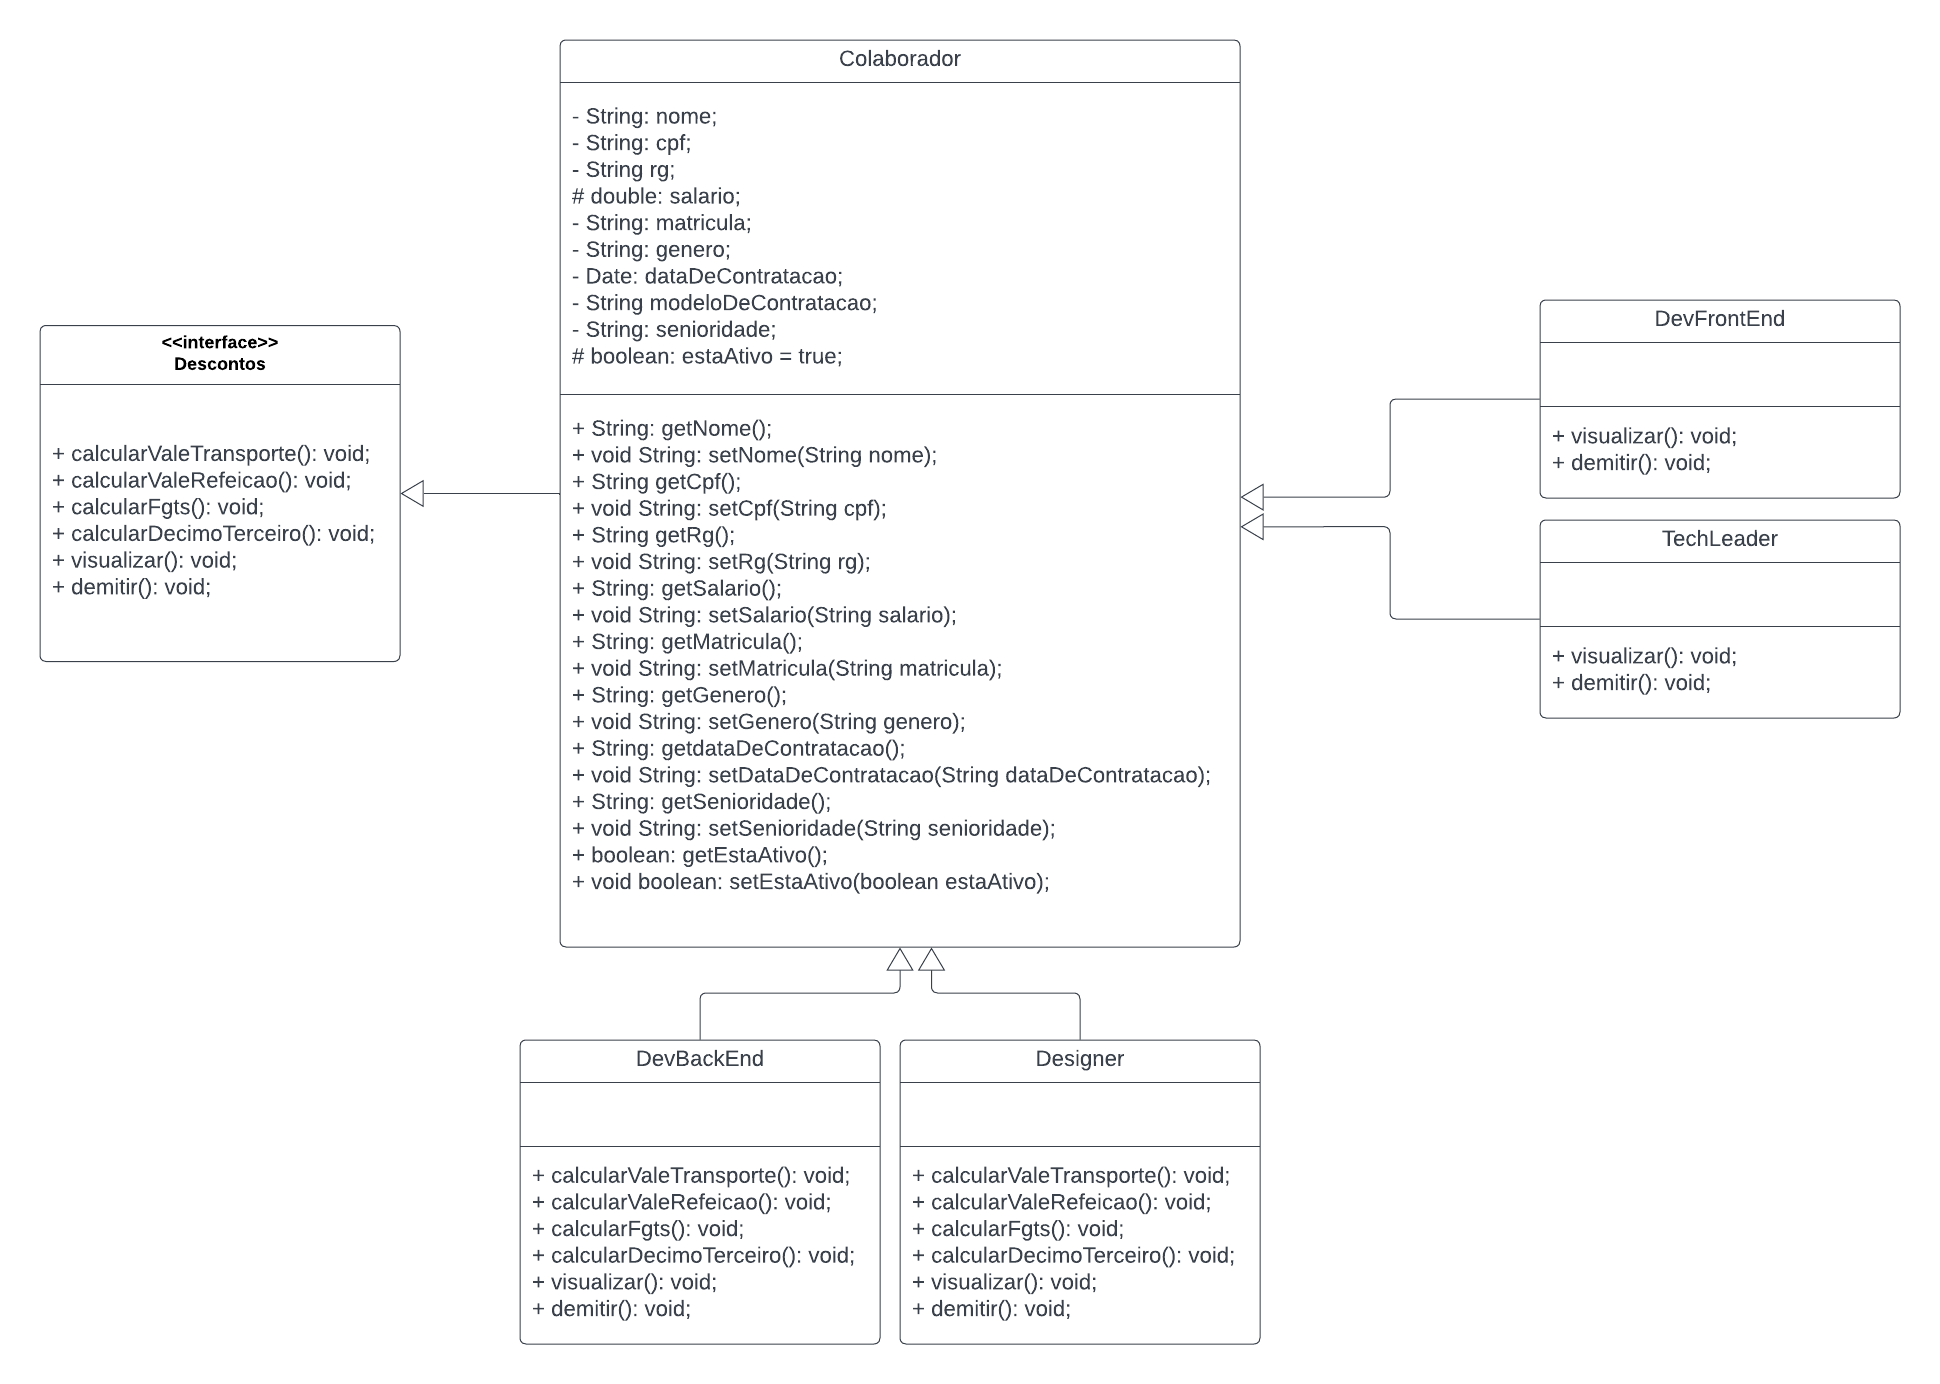 Colaborador
- String: nome;
- String: cpf;
- String rg;
# double: salario;
- String: matricula;
- String: genero;
- Date: dataDeContratacao;
- String modeloDeContratacao;
- String: senioridade;
# boolean: estaAtivo = true;
+ String: getNome();
+ void String: setNome(String nome);
+ String getCpf();
+ void String: setCpf(String cpf);
+ String getRg();
+ void String: setRg(String rg);
+ String: getSalario();
+ void String: setSalario(String salario);
+ String: getMatricula();
+ void String: setMatricula(String matricula);
+ String: getGenero();
+ void String: setGenero(String genero);
+ String: getdataDeContratacao();
+ void String: setDataDeContratacao(String dataDeContratacao);
+ String: getSenioridade();
+ void String: setSenioridade(String senioridade);
+ boolean: getEstaAtivo();
+ void boolean: setEstaAtivo(boolean estaAtivo);
<<interface>>
Descontos
+ calcularValeTransporte(): void;
+ calcularValeRefeicao(): void;
+ calcularFgts(): void;
+ calcularDecimoTerceiro(): void;
+ visualizar(): void;
+ demitir(): void;
DevFrontEnd
+ visualizar(): void;
+ demitir(): void;
TechLeader
+ visualizar(): void;
+ demitir(): void;
DevBackEnd
+ calcularValeTransporte(): void;
+ calcularValeRefeicao(): void;
+ calcularFgts(): void;
+ calcularDecimoTerceiro(): void;
+ visualizar(): void;
+ demitir(): void;
Designer
+ calcularValeTransporte(): void;
+ calcularValeRefeicao(): void;
+ calcularFgts(): void;
+ calcularDecimoTerceiro(): void;
+ visualizar(): void;
+ demitir(): void;